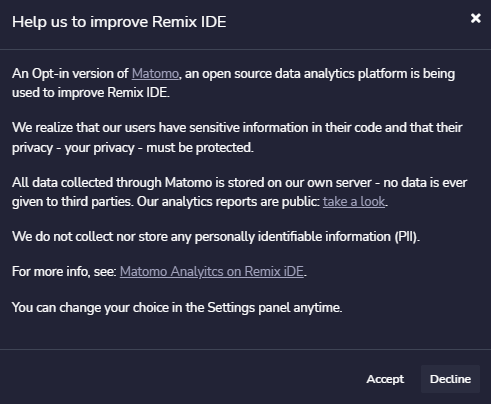 Help us to improve Remix IDE
An Opt-in version of Matomo, an open source data analytics platform is being
used to improve Remix IDE.
We realize that our users have sensitive information in their code and that their
privacy - your privacy - must be protected.
All data collected through Matomo is stored on our own server - no data is ever
given to third parties. Our analytics reports are public: take a look.
We do not collect nor store any personally identifiable information (PII).
For more info, see: Matomo Analyitcs on Remix iDE.
You can change your choice in the Settings panel anytime.
Accept Decline